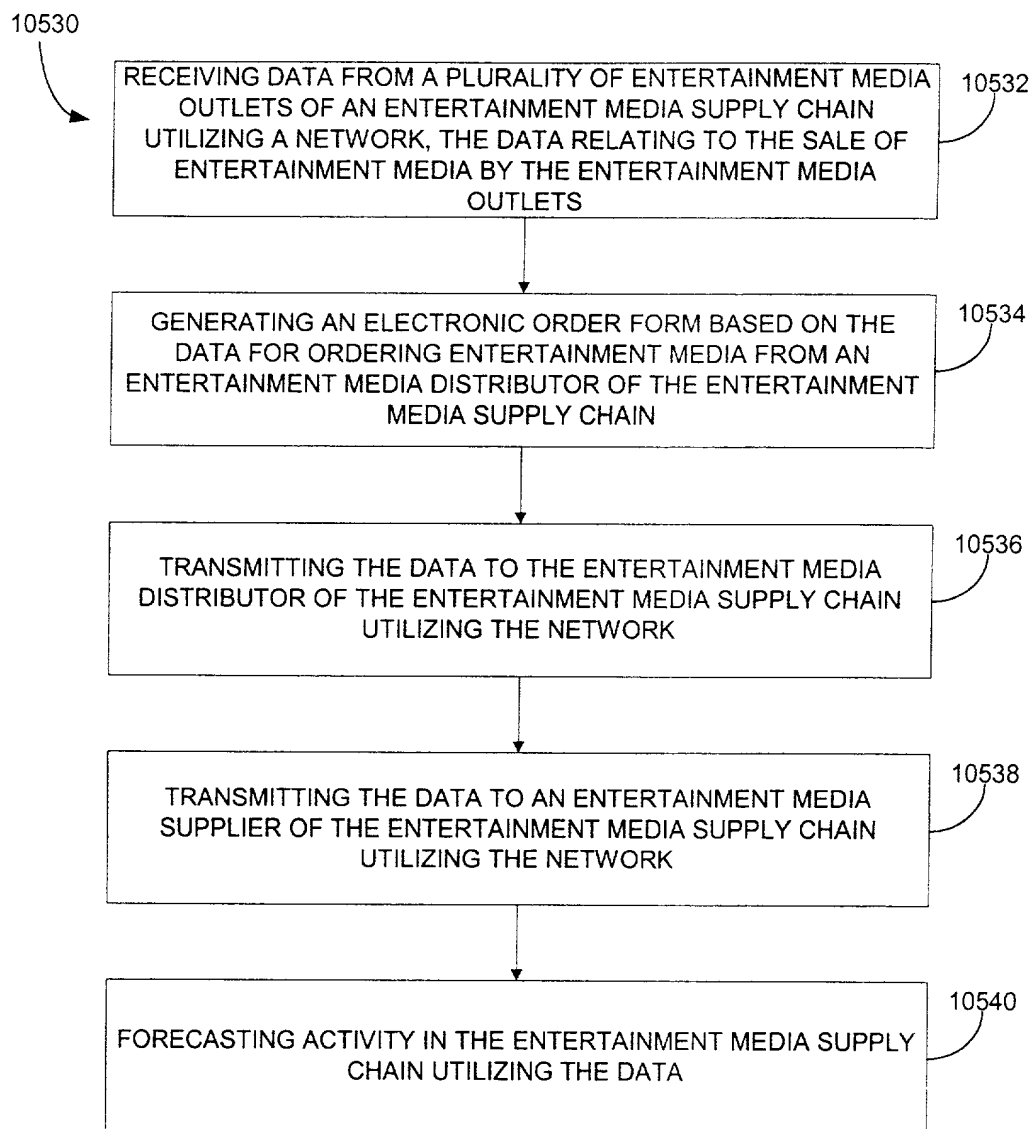 10530
RECEIVING DATA FROM A PLURALITY OF ENTERTAINMENT MEDIA
OUTLETS OF AN ENTERTAINMENT MEDIA SUPPLY CHAIN
UTILIZING A NETWORK, THE DATA RELATING TO THE SALE OF
ENTERTAINMENT MEDIA BY THE ENTERTAINMENT MEDIA
OUTLETS
10532
GENERATING AN ELECTRONIC ORDER FORM BASED ON THE
DATA FOR ORDERING ENTERTAINMENT MEDIA FROM AN
ENTERTAINMENT MEDIA DISTRIBUTOR OF THE ENTERTAINMENT
MEDIA SUPPLY CHAIN
10534
TRANSMITTING THE DATA TO THE ENTERTAINMENT MEDIA
DISTRIBUTOR OF THE ENTERTAINMENT MEDIA SUPPLY CHAIN
UTILIZING THE NETWORK
10536
TRANSMITTING THE DATA TO AN ENTERTAINMENT MEDIA
SUPPLIER OF THE ENTERTAINMENT MEDIA SUPPLY CHAIN
UTILIZING THE NETWORK
10538
FORECASTING ACTIVITY IN THE ENTERTAINMENT MEDIA SUPPLY
CHAIN UTILIZING THE DATA
10540